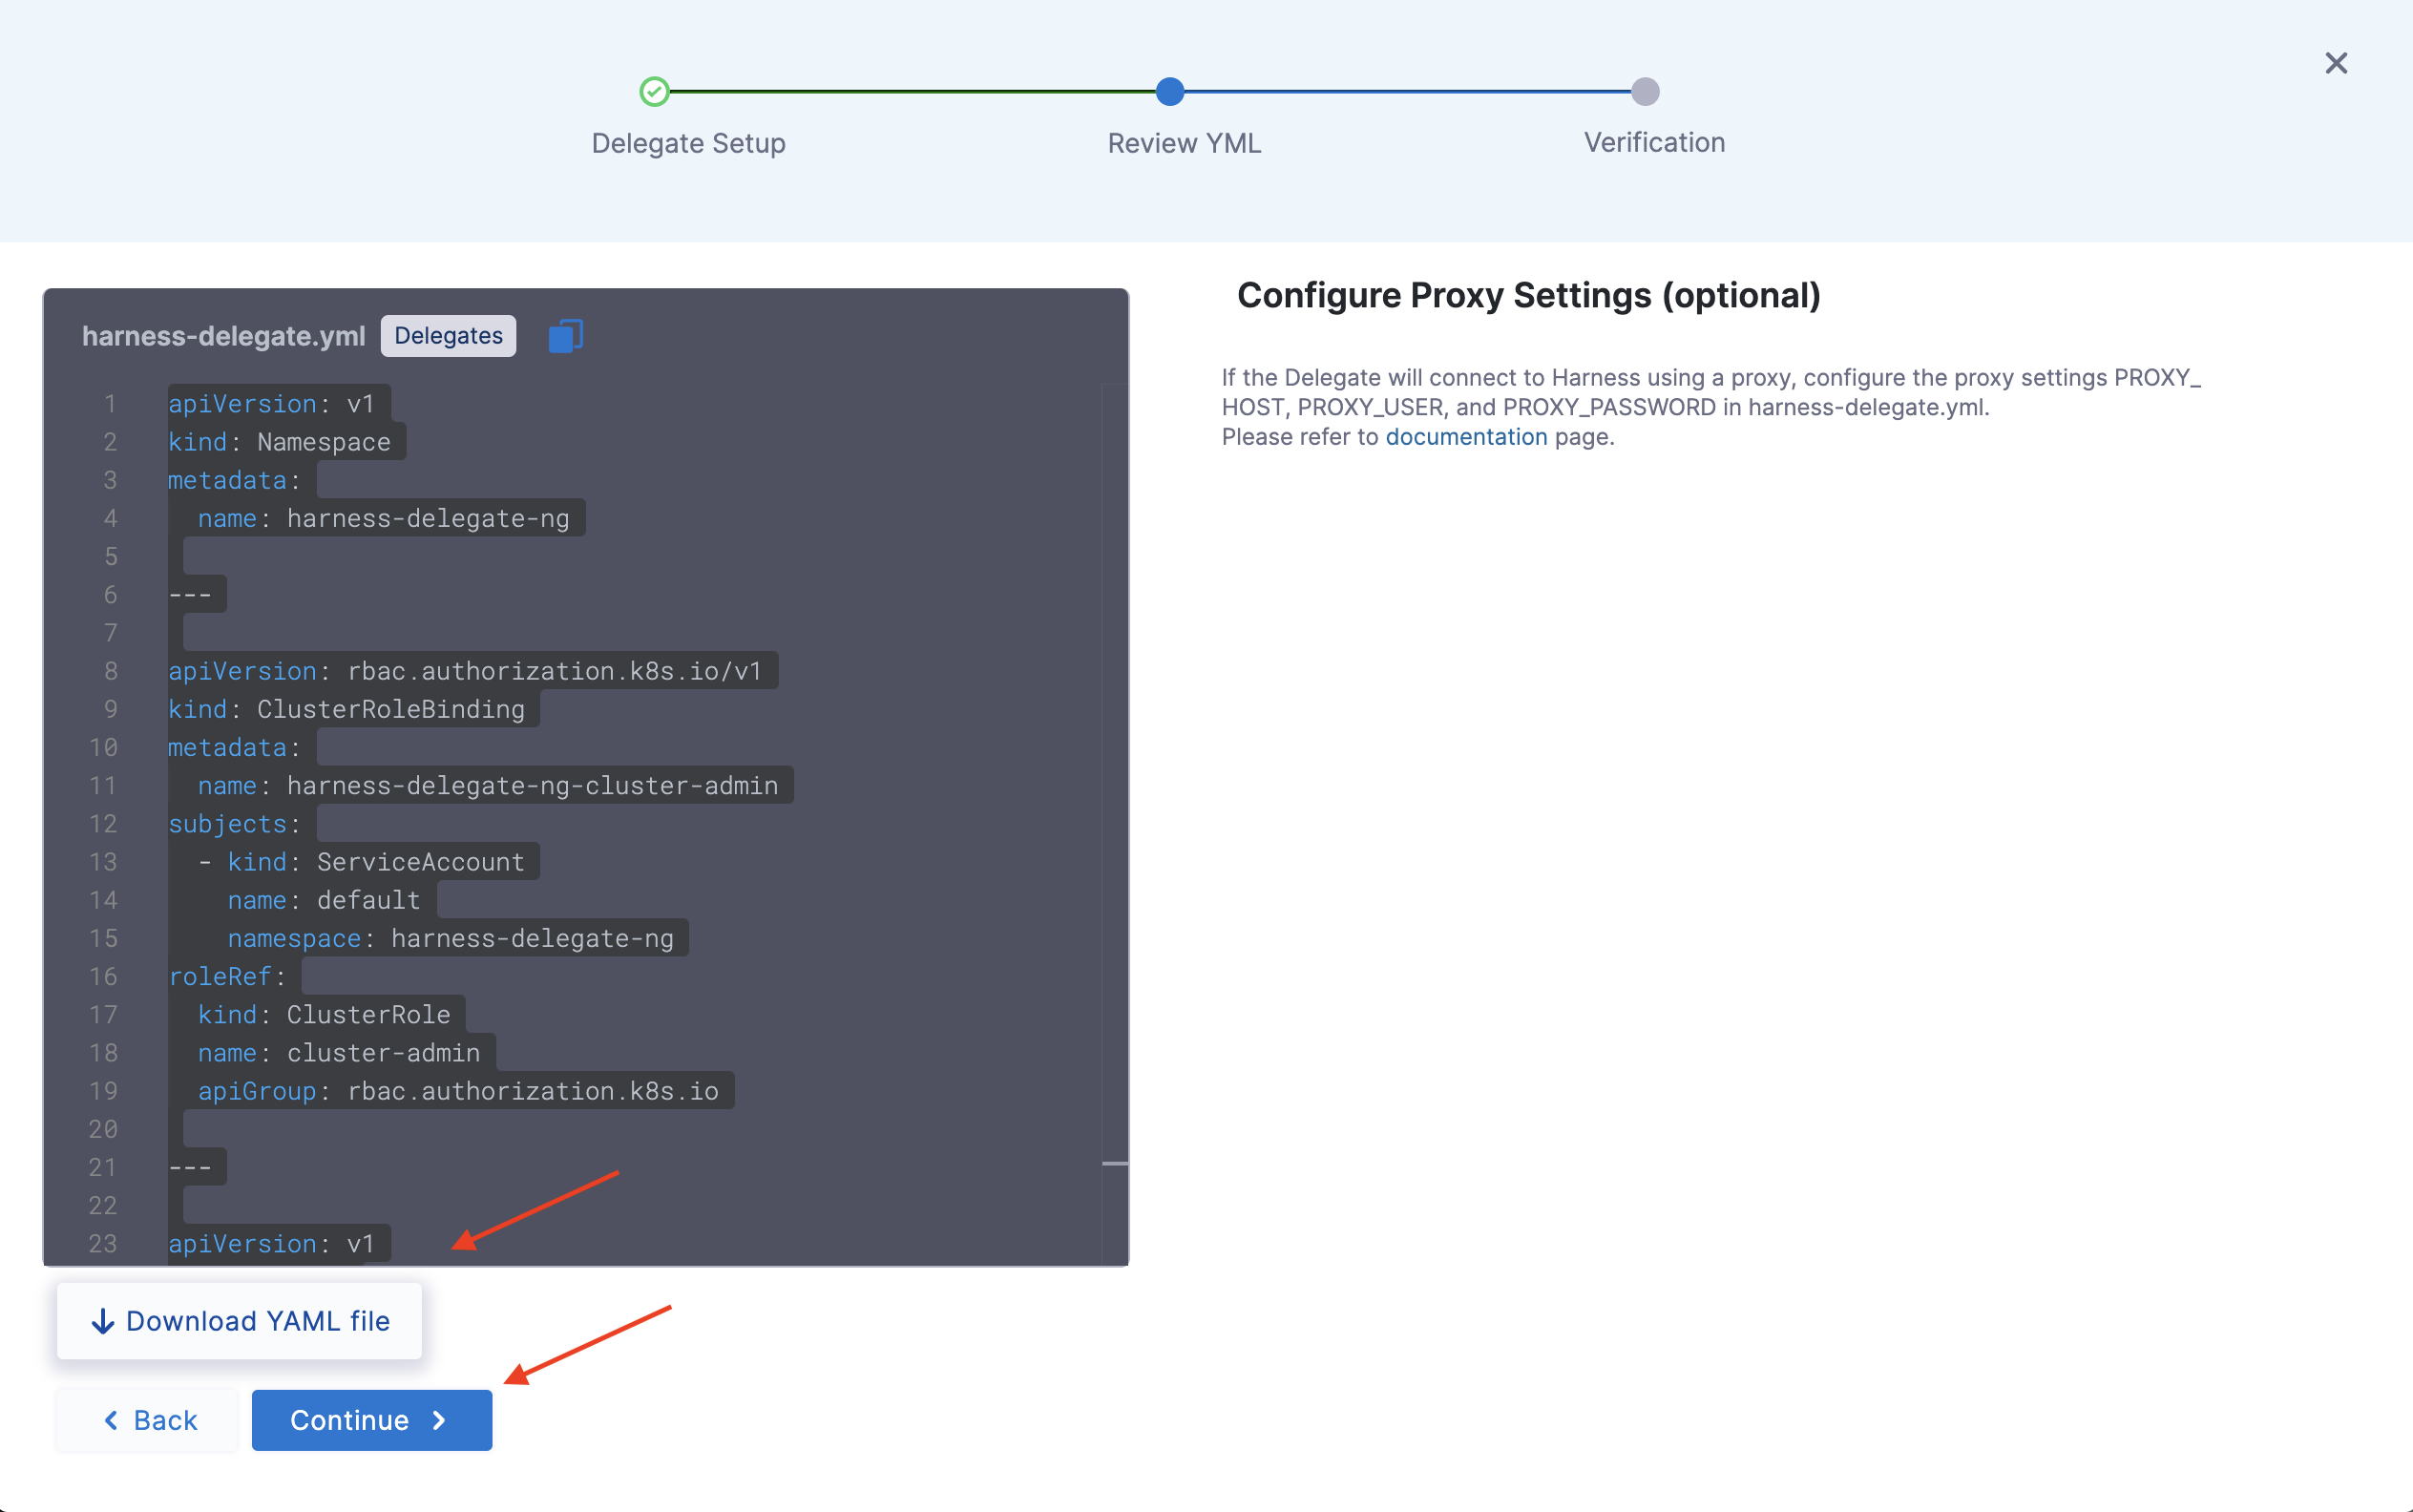 Delegate Setup
Review YML
Verification
harness-delegate.yml
Delegates
1 apiVersion: v1
2 kind: Namespace
3 metadata:
4   name: harness-delegate-ng
5
6 ---
7
8 apiVersion: rbac.authorization.k8s.io/v1
9 kind: ClusterRoleBinding
10 metadata:
11   name: harness-delegate-ng-cluster-admin
12 subjects:
13   - kind: ServiceAccount
14     name: default
15     namespace: harness-delegate-ng
16 roleRef:
17   kind: ClusterRole
18   name: cluster-admin
19   apiGroup: rbac.authorization.k8s.io
20
21 ---
22
23 apiVersion: v1
Download YAML file
Back
Continue
Configure Proxy Settings (optional)
If the Delegate will connect to Harness using a proxy, configure the proxy settings PROXY_
HOST, PROXY_USER, and PROXY_PASSWORD in harness-delegate.yml.
Please refer to documentation page.